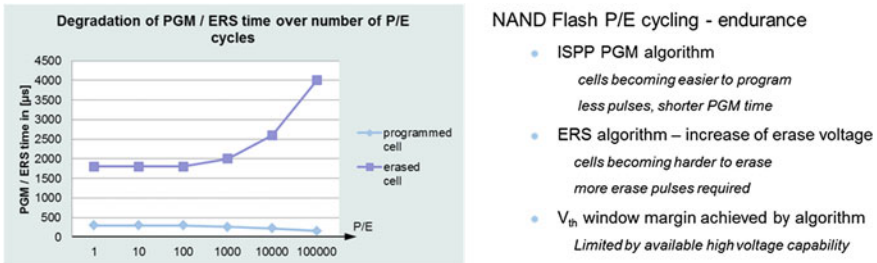 Degradation of PGM / ERS time over number of P/E
cycles
PGM / ERS time in [µs]
4500
4000
3500
3000
2500
2000
1500
1000
500
0
1 10 100 1000 10000 100000
P/E
programmed
cell
erased
cell
NAND Flash P/E cycling - endurance
ISPP PGM algorithm
cells becoming easier to program
less pulses, shorter PGM time
ERS algorithm – increase of erase voltage
cells becoming harder to erase
more erase pulses required
Vth window margin achieved by algorithm
Limited by available high voltage capability